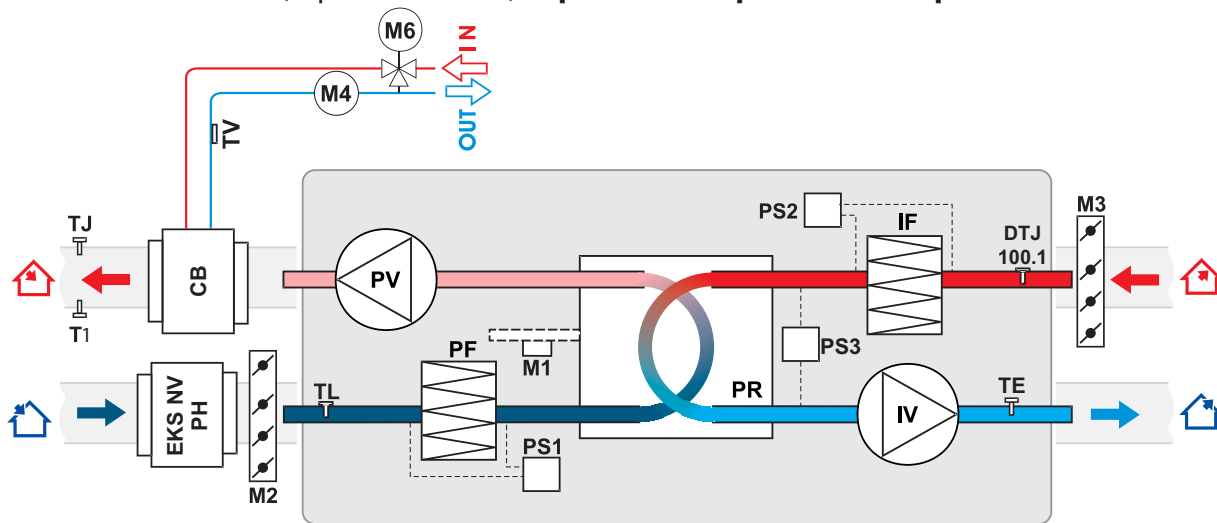 M6
IN
M4
OUT
TV
TJ
CB
T1
PV
PS2
IF
DTJ
100.1
M3
M1
PS3
PF
PR
TL
TE
EKS NV
PH
IV
PS1
M2